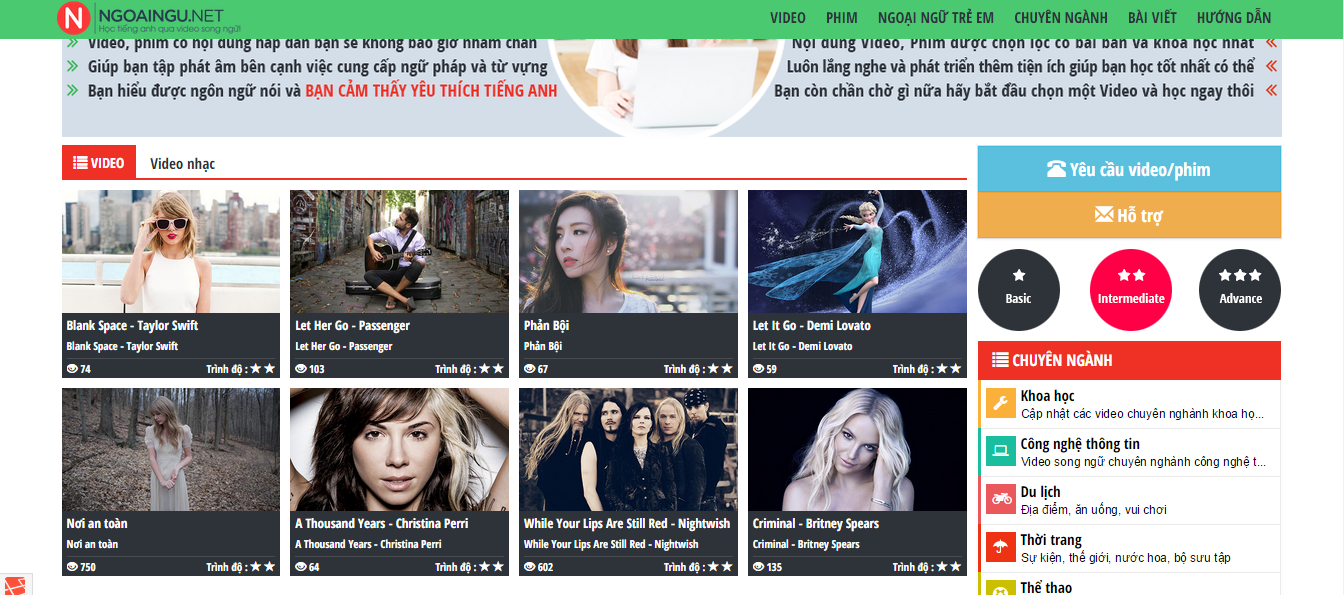 NGOAINGU.NET
Học tiếng anh qua video song ngữ
VIDEO
PHIM
NGOẠI NGỮ TRẺ EM
CHUYÊN NGÀNH
BÀI VIẾT
HƯỚNG DẪN
Video, phim có nội dung hấp dẫn bạn sẽ không bao giờ nhàm chán
Giúp bạn tập phát âm bên cạnh việc cung cấp ngữ pháp và từ vựng
Bạn hiểu được ngôn ngữ nói và BẠN CẢM THẤY YÊU THÍCH TIẾNG ANH
Nội dung Video, Phim được chọn lọc có bài bản và khoa học nhất
Luôn lắng nghe và phát triển thêm tiện ích giúp bạn học tốt nhất có thể
Bạn còn chần chờ gì nữa hãy bắt đầu chọn một Video và học ngay thôi
VIDEO
Video nhạc
Blank Space - Taylor Swift
Blank Space - Taylor Swift
74 Trình độ : ★★
Let Her Go - Passenger
Let Her Go - Passenger
103 Trình độ : ★★
Phản Bội
Phản Bội
67 Trình độ : ★★
Let It Go - Demi Lovato
Let It Go - Demi Lovato
59 Trình độ : ★★
Nơi an toàn
Nơi an toàn
750 Trình độ : ★★
A Thousand Years - Christina Perri
A Thousand Years - Christina Perri
64 Trình độ : ★★
While Your Lips Are Still Red - Nightwish
While Your Lips Are Still Red - Nightwish
602 Trình độ : ★★
Criminal - Britney Spears
Criminal - Britney Spears
135 Trình độ : ★★
Yêu cầu video/phim
Hỗ trợ
★
Basic
★★
Intermediate
★★★
Advance
CHUYÊN NGÀNH
Khoa học
Cập nhật các video chuyên nghành khoa họ...
Công nghệ thông tin
Video song ngữ chuyên nghành công nghệ t...
Du lịch
Địa điểm, ăn uống, vui chơi
Thời trang
Sự kiện, thế giới, nước hoa, bộ sưu tập
Thể thao